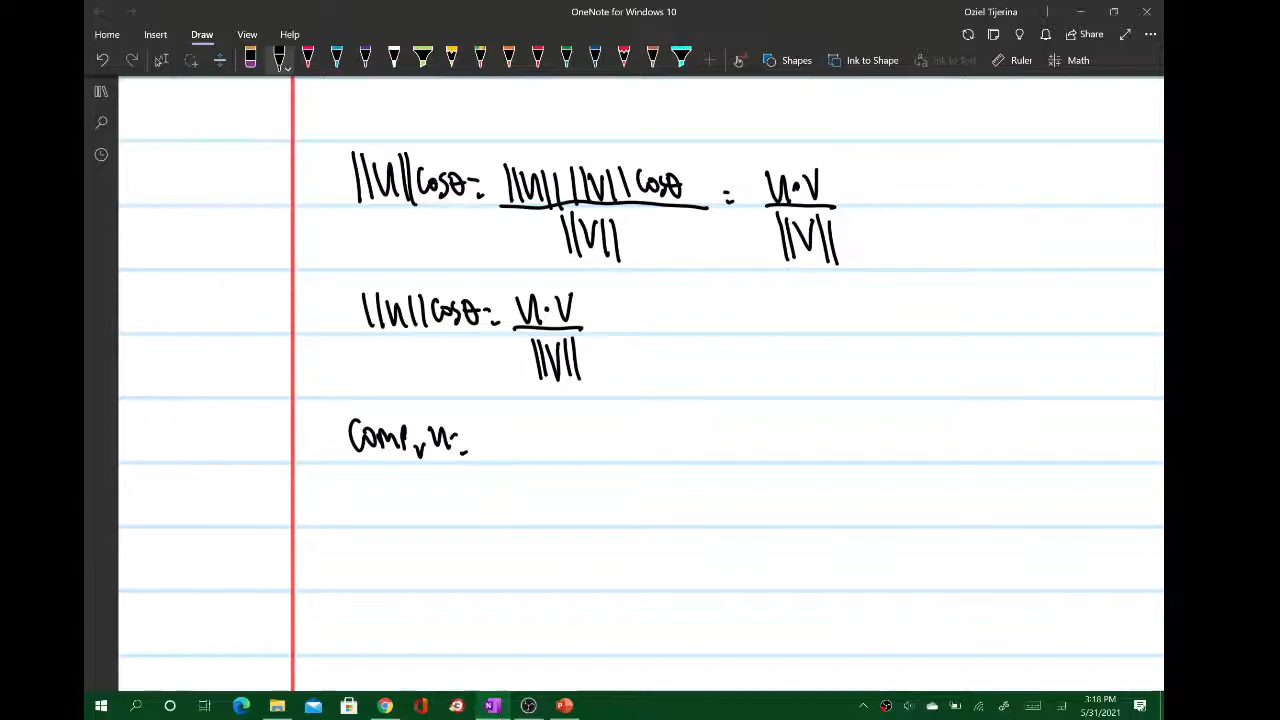 OneNote for Windows 10
Oziel Tijerina
Home Insert Draw View Help
Share
Shapes Ink to Shape Ink to Text Ruler Math
||u||cosθ = ||u|| ||v|| cosθ / ||v|| = u·v / ||v||
||u||cosθ = u·v / ||v||
Comp_v u =
3:18 PM
5/31/2021